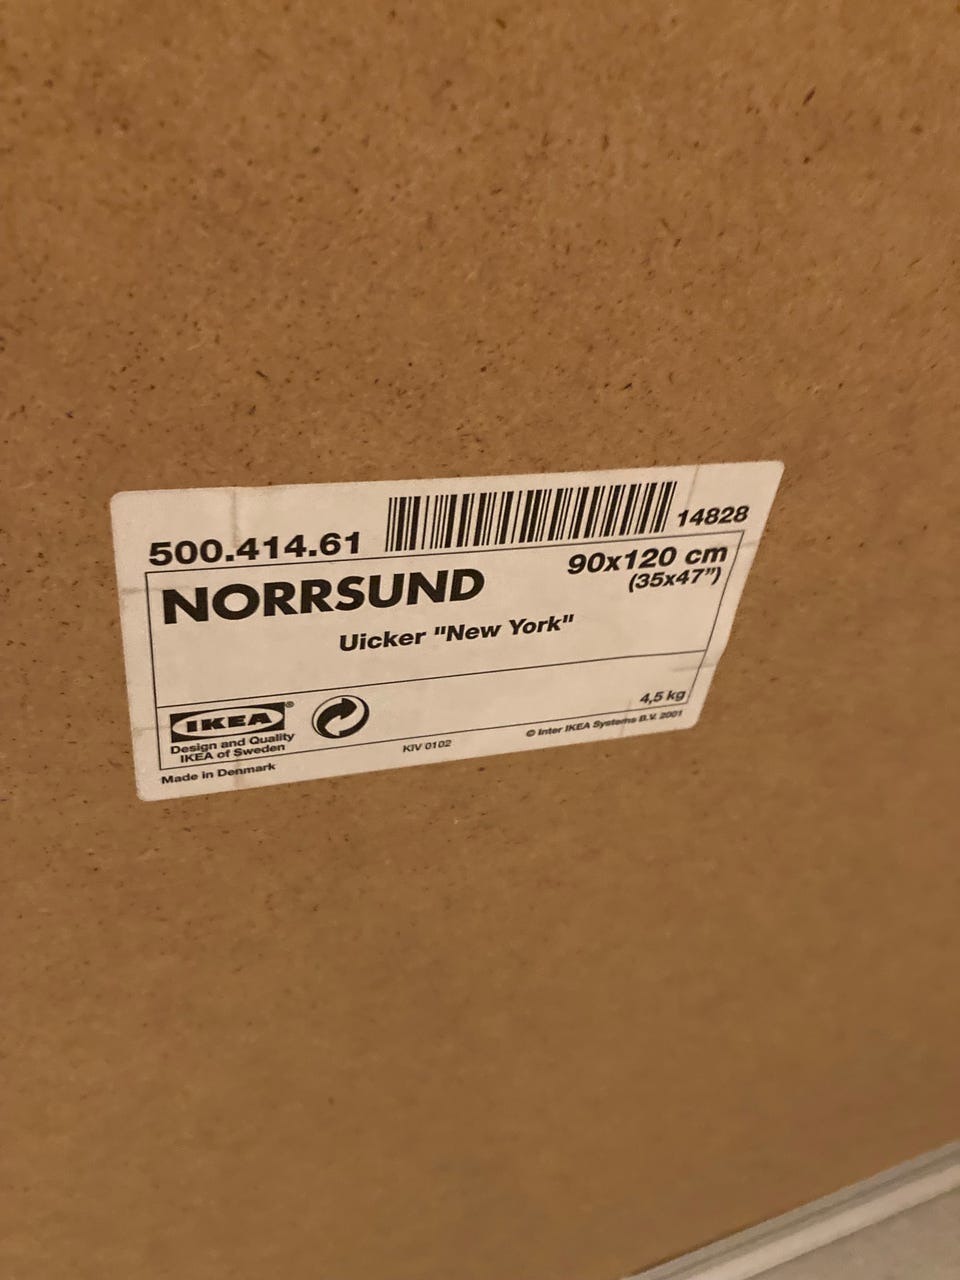 500.414.61 14828
NORRSUND 90x120 cm
(35x47")
Uicker "New York"
4,5 kg
IKEA®
Design and Quality
IKEA of Sweden
Made in Denmark
KIV 0102
© Inter IKEA Systems B.V. 2001